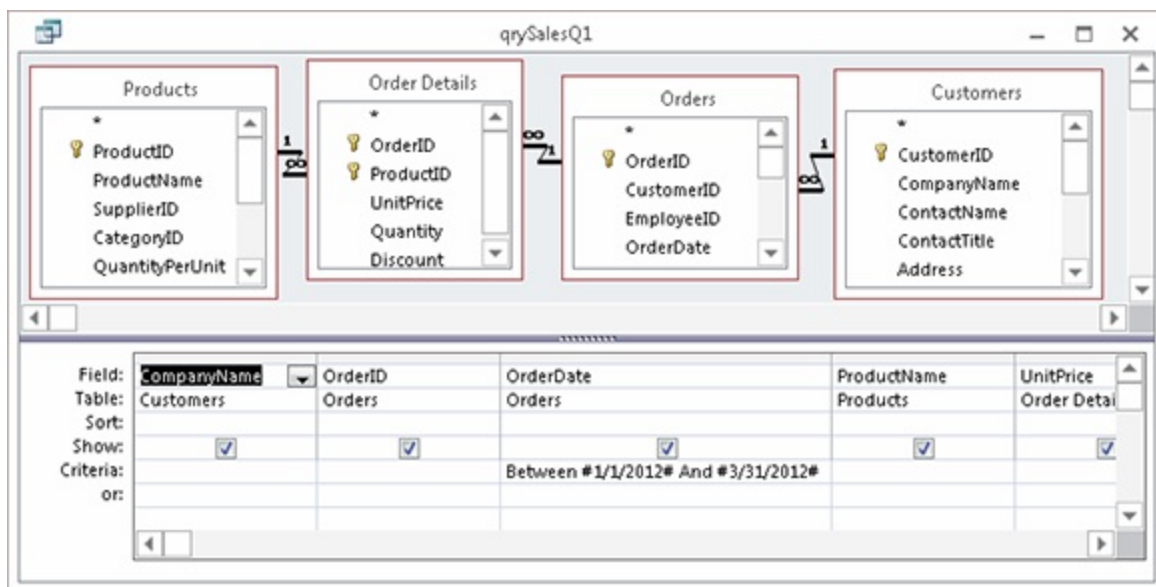 qrySalesQ1
Products
*
ProductID
ProductName
SupplierID
CategoryID
QuantityPerUnit
1
∞
Order Details
*
OrderID
ProductID
UnitPrice
Quantity
Discount
∞
1
Orders
*
OrderID
CustomerID
EmployeeID
OrderDate
1
∞
Customers
*
CustomerID
CompanyName
ContactName
ContactTitle
Address
Field: CompanyName OrderID OrderDate ProductName UnitPrice
Table: Customers Orders Orders Products Order Detai
Sort:
Show:
Criteria: Between #1/1/2012# And #3/31/2012#
or: